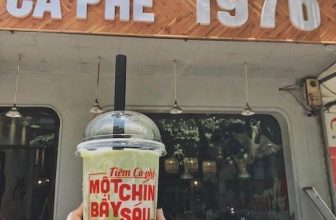 CÀ PHÊ 1976
Tiệm Cà-phê
MỘT CHÍN
BẢY SÁU